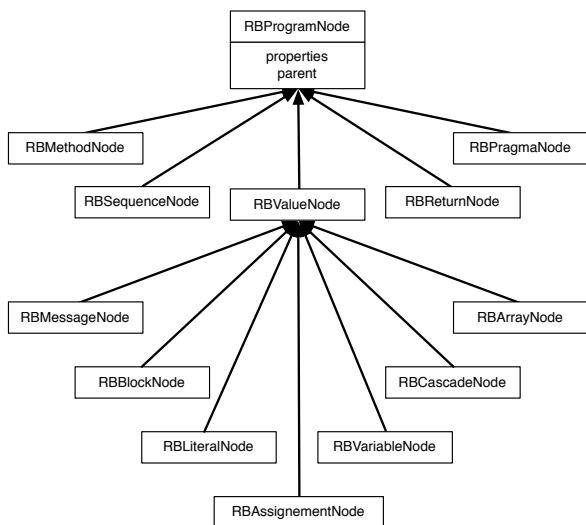 RBProgramNode
properties
parent
RBMethodNode
RBPragmaNode
RBSequenceNode
RBValueNode
RBReturnNode
RBMessageNode
RBArrayNode
RBBlockNode
RBCascadeNode
RBLiteralNode
RBVariableNode
RBAssignementNode